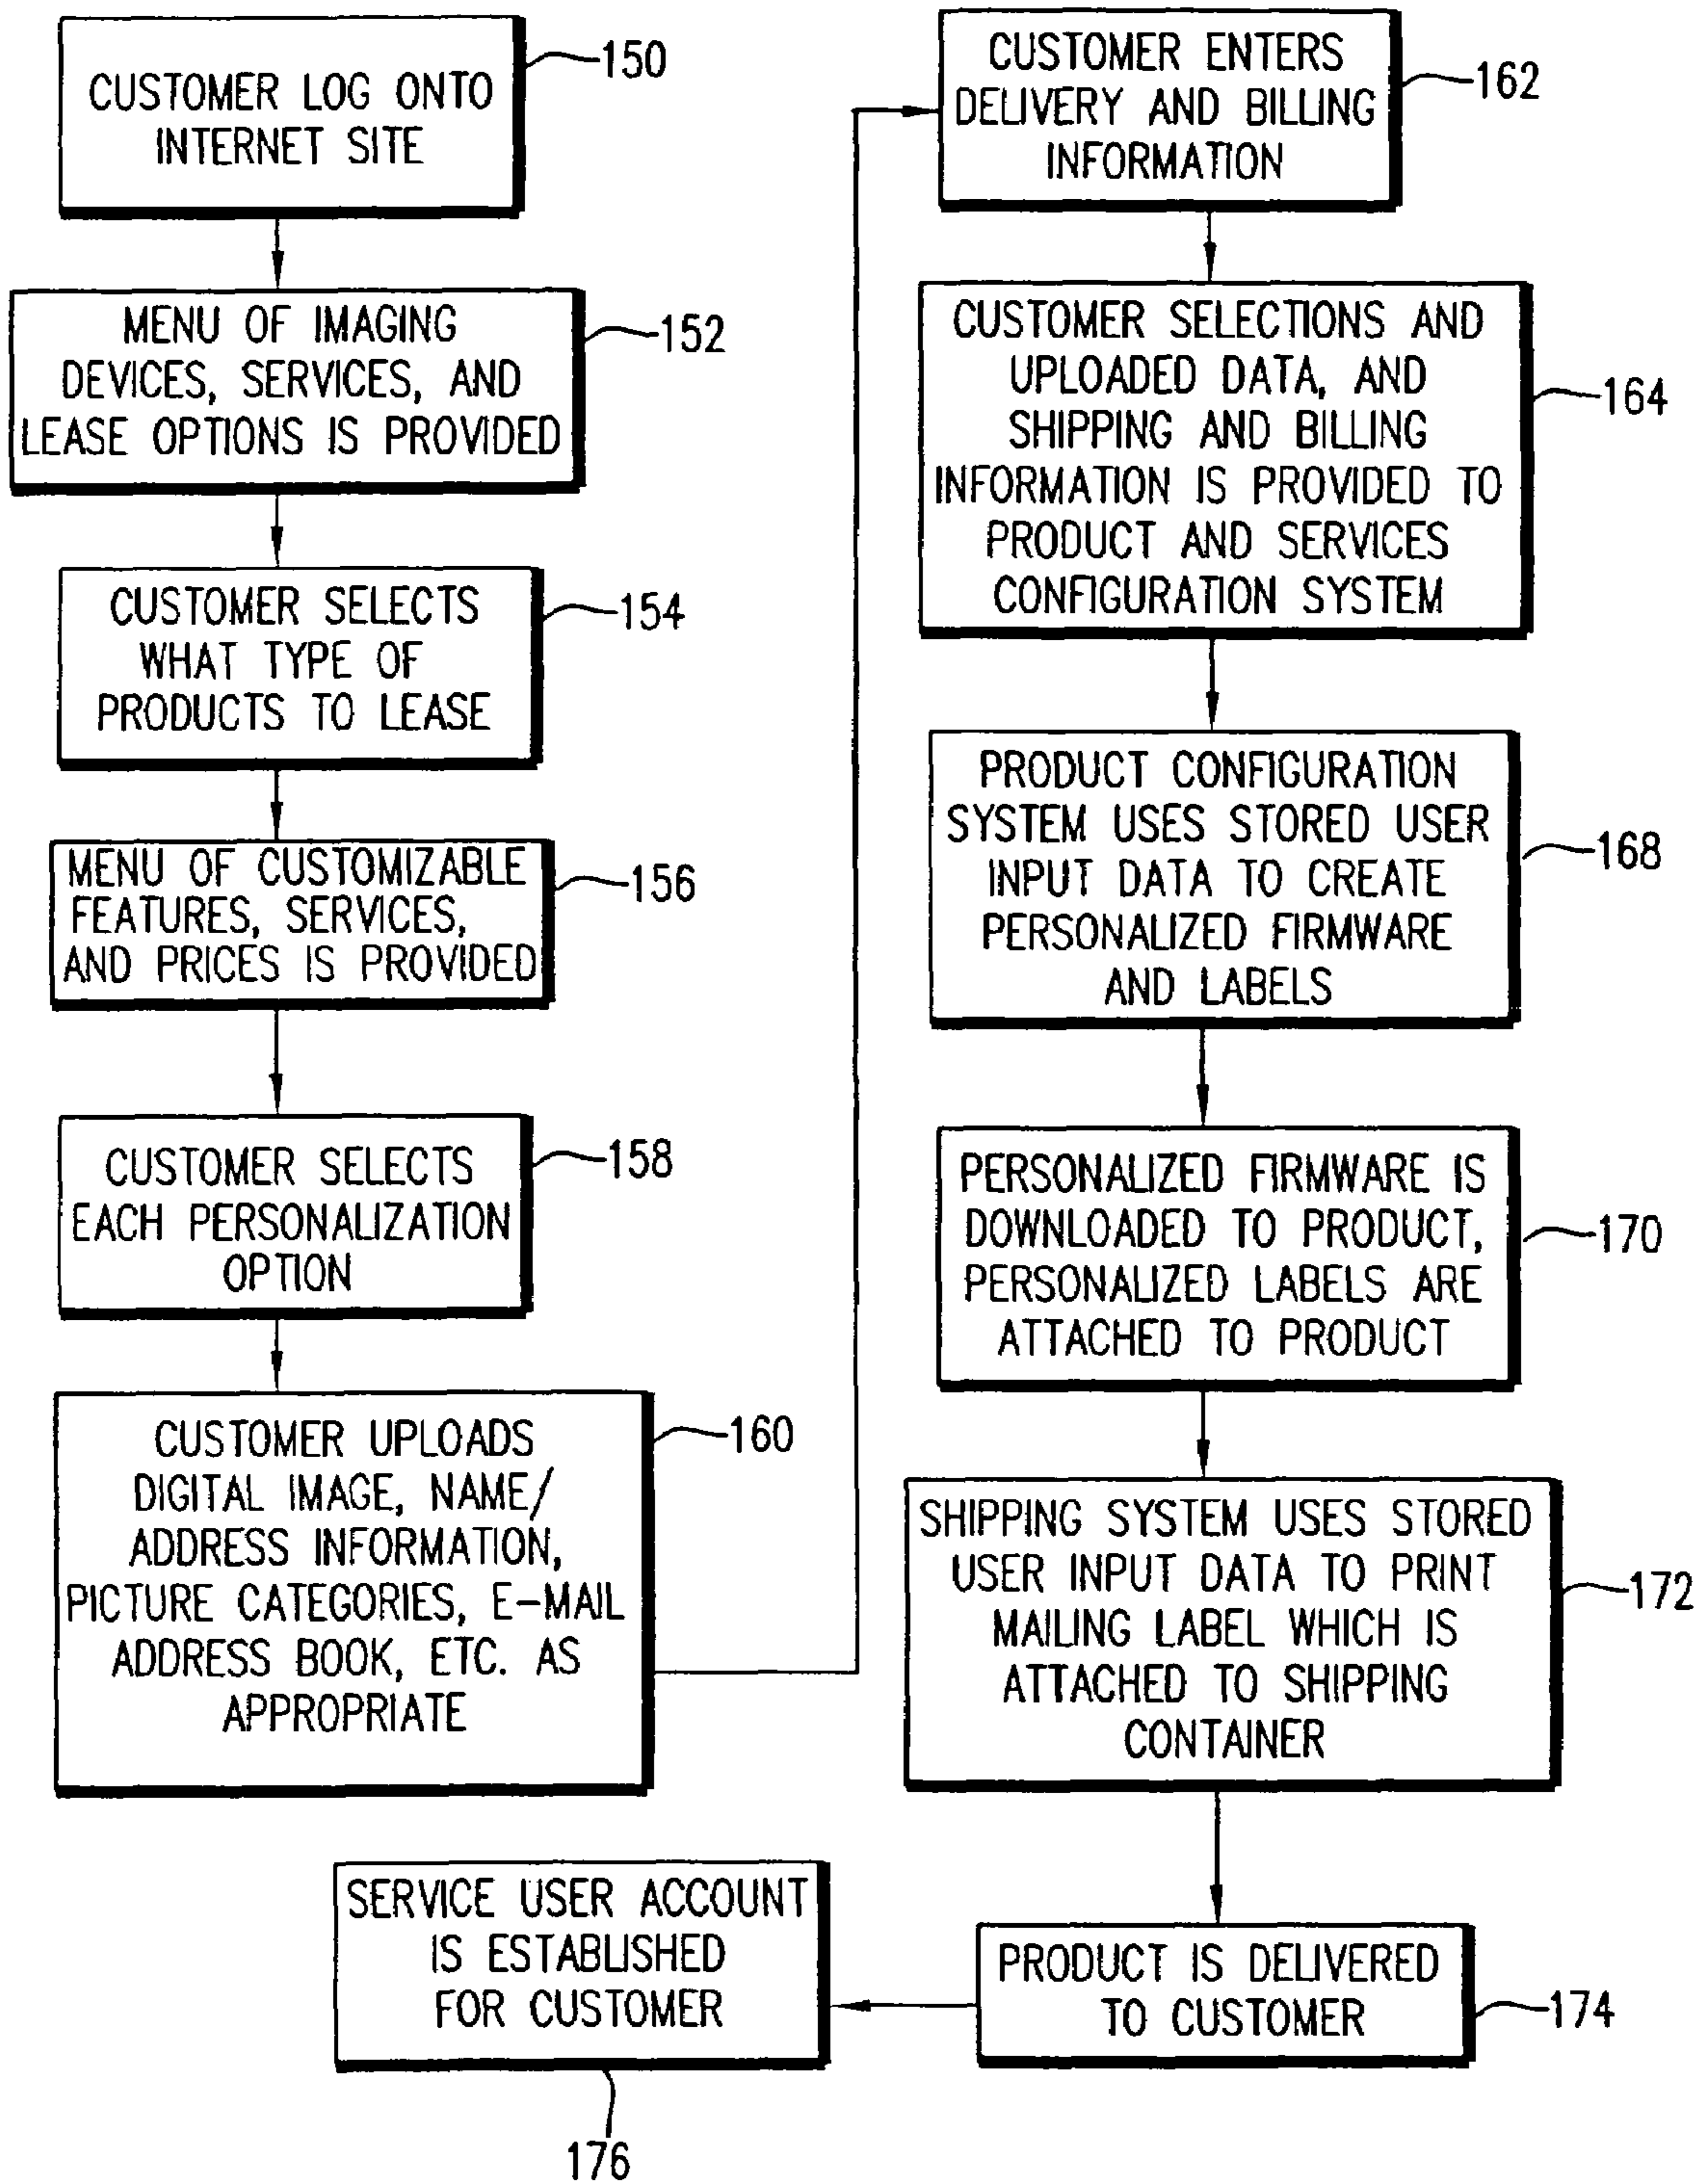 CUSTOMER LOG ONTO
INTERNET SITE
150
MENU OF IMAGING
DEVICES, SERVICES, AND
LEASE OPTIONS IS PROVIDED
152
CUSTOMER SELECTS
WHAT TYPE OF
PRODUCTS TO LEASE
154
MENU OF CUSTOMIZABLE
FEATURES, SERVICES,
AND PRICES IS PROVIDED
156
CUSTOMER SELECTS
EACH PERSONALIZATION
OPTION
158
CUSTOMER UPLOADS
DIGITAL IMAGE, NAME/
ADDRESS INFORMATION,
PICTURE CATEGORIES, E-MAIL
ADDRESS BOOK, ETC. AS
APPROPRIATE
160
CUSTOMER ENTERS
DELIVERY AND BILLING
INFORMATION
162
CUSTOMER SELECTIONS AND
UPLOADED DATA, AND
SHIPPING AND BILLING
INFORMATION IS PROVIDED TO
PRODUCT AND SERVICES
CONFIGURATION SYSTEM
164
PRODUCT CONFIGURATION
SYSTEM USES STORED USER
INPUT DATA TO CREATE
PERSONALIZED FIRMWARE
AND LABELS
168
PERSONALIZED FIRMWARE IS
DOWNLOADED TO PRODUCT,
PERSONALIZED LABELS ARE
ATTACHED TO PRODUCT
170
SHIPPING SYSTEM USES STORED
USER INPUT DATA TO PRINT
MAILING LABEL WHICH IS
ATTACHED TO SHIPPING
CONTAINER
172
PRODUCT IS DELIVERED
TO CUSTOMER
174
SERVICE USER ACCOUNT
IS ESTABLISHED
FOR CUSTOMER
176